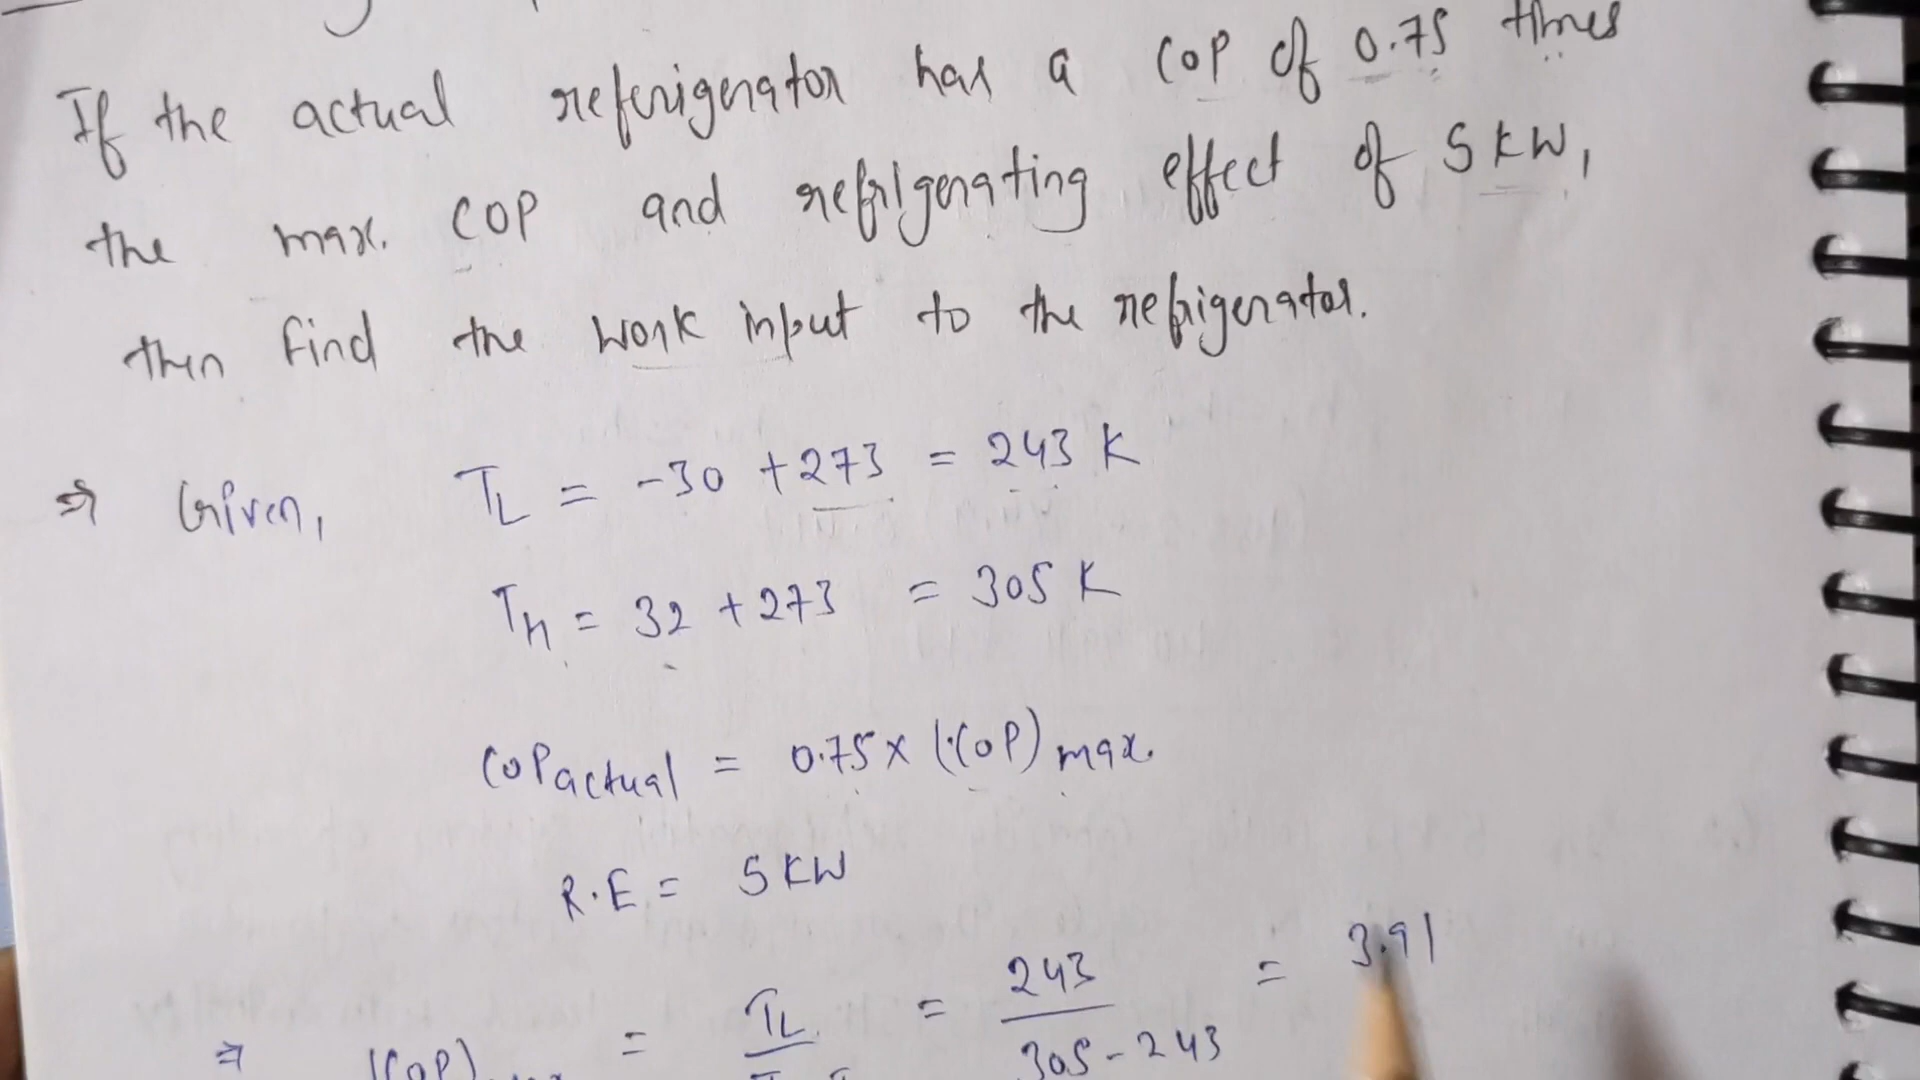 If the actual refrigerator has a COP of 0.75 times
the max. COP and refrigerating effect of 5 KW,
then find the work input to the refrigerator.
⇒ Given, TL = -30 + 273 = 243 K
TH = 32 + 273 = 305 K
COP actual = 0.75 x (COP) max.
R.E = 5 KW
⇒ (COP) = TL = 243 / 305 - 243 = 3.91